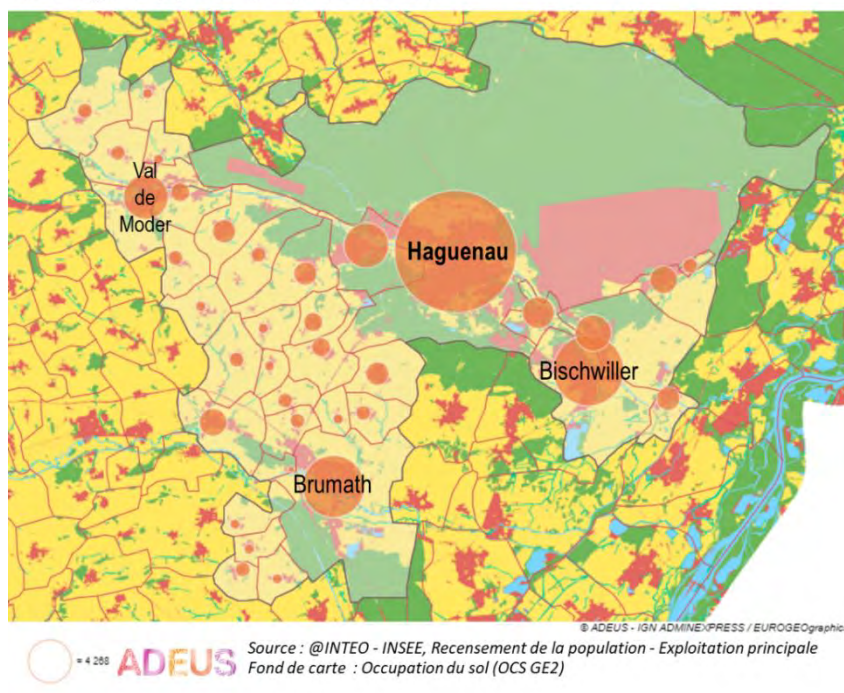 Val
de
Moder
Haguenau
Bischwiller
Brumath
© ADEUS - IGN ADMINEXPRESS / EUROGEOgraphic
= 4 268
ADEUS
Source : @INTEO - INSEE, Recensement de la population - Exploitation principale
Fond de carte : Occupation du sol (OCS GE2)